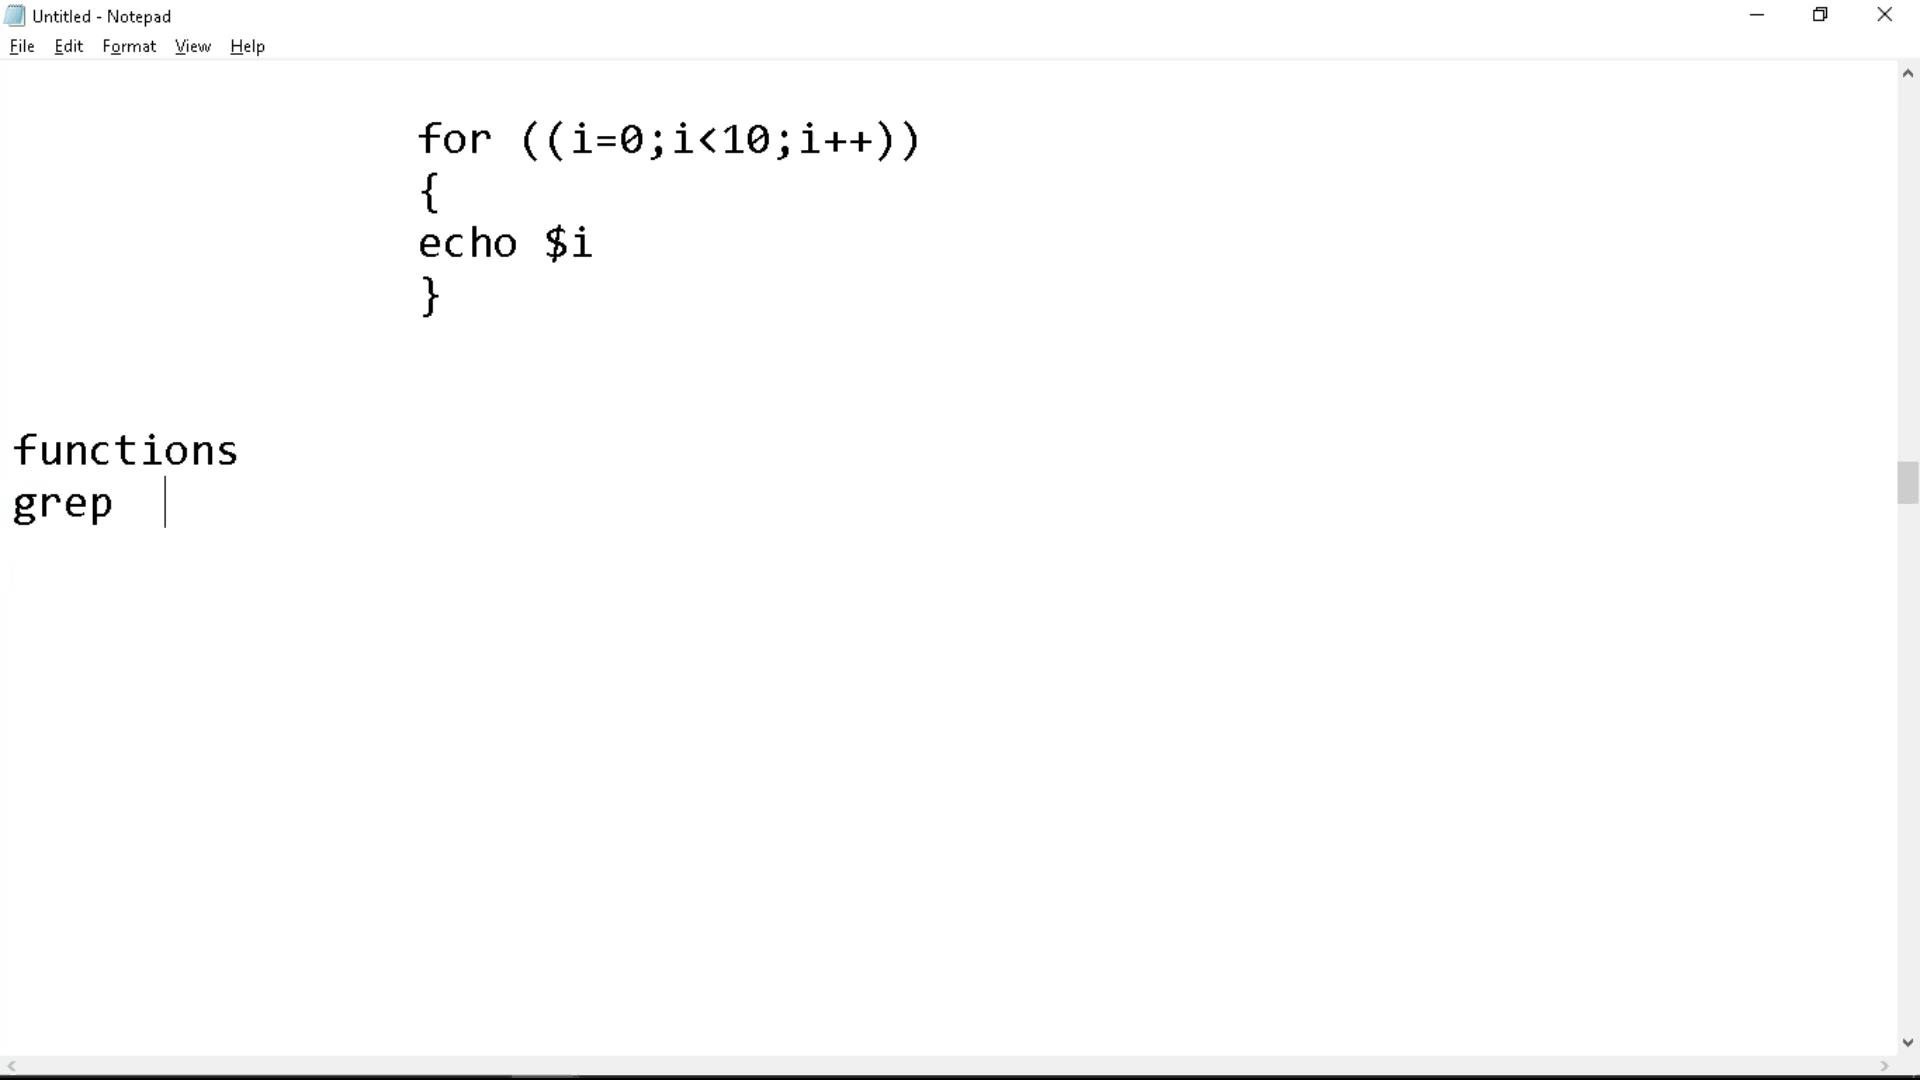 Untitled - Notepad
File Edit Format View Help
for ((i=0;i<10;i++))
{
echo $i
}
functions
grep